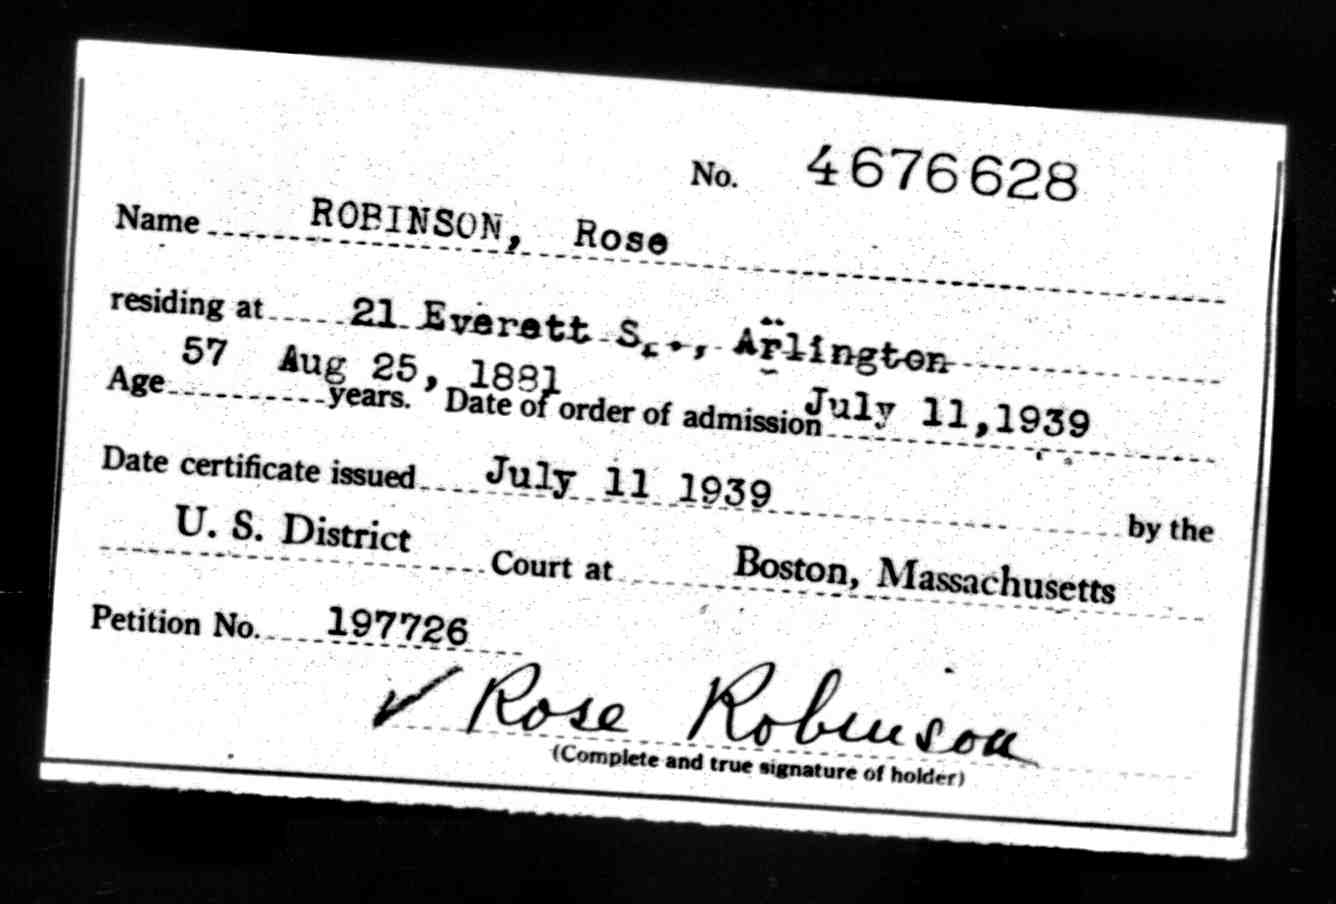 No. 4676628
Name ROBINSON, Rose
residing at 21 Everett S., Arlington
57 Aug 25, 1881
Age years. Date of order of admission July 11, 1939
Date certificate issued July 11 1939 by the
U. S. District Court at Boston, Massachusetts
Petition No. 197726
✓ Rose Robinson
(Complete and true signature of holder)